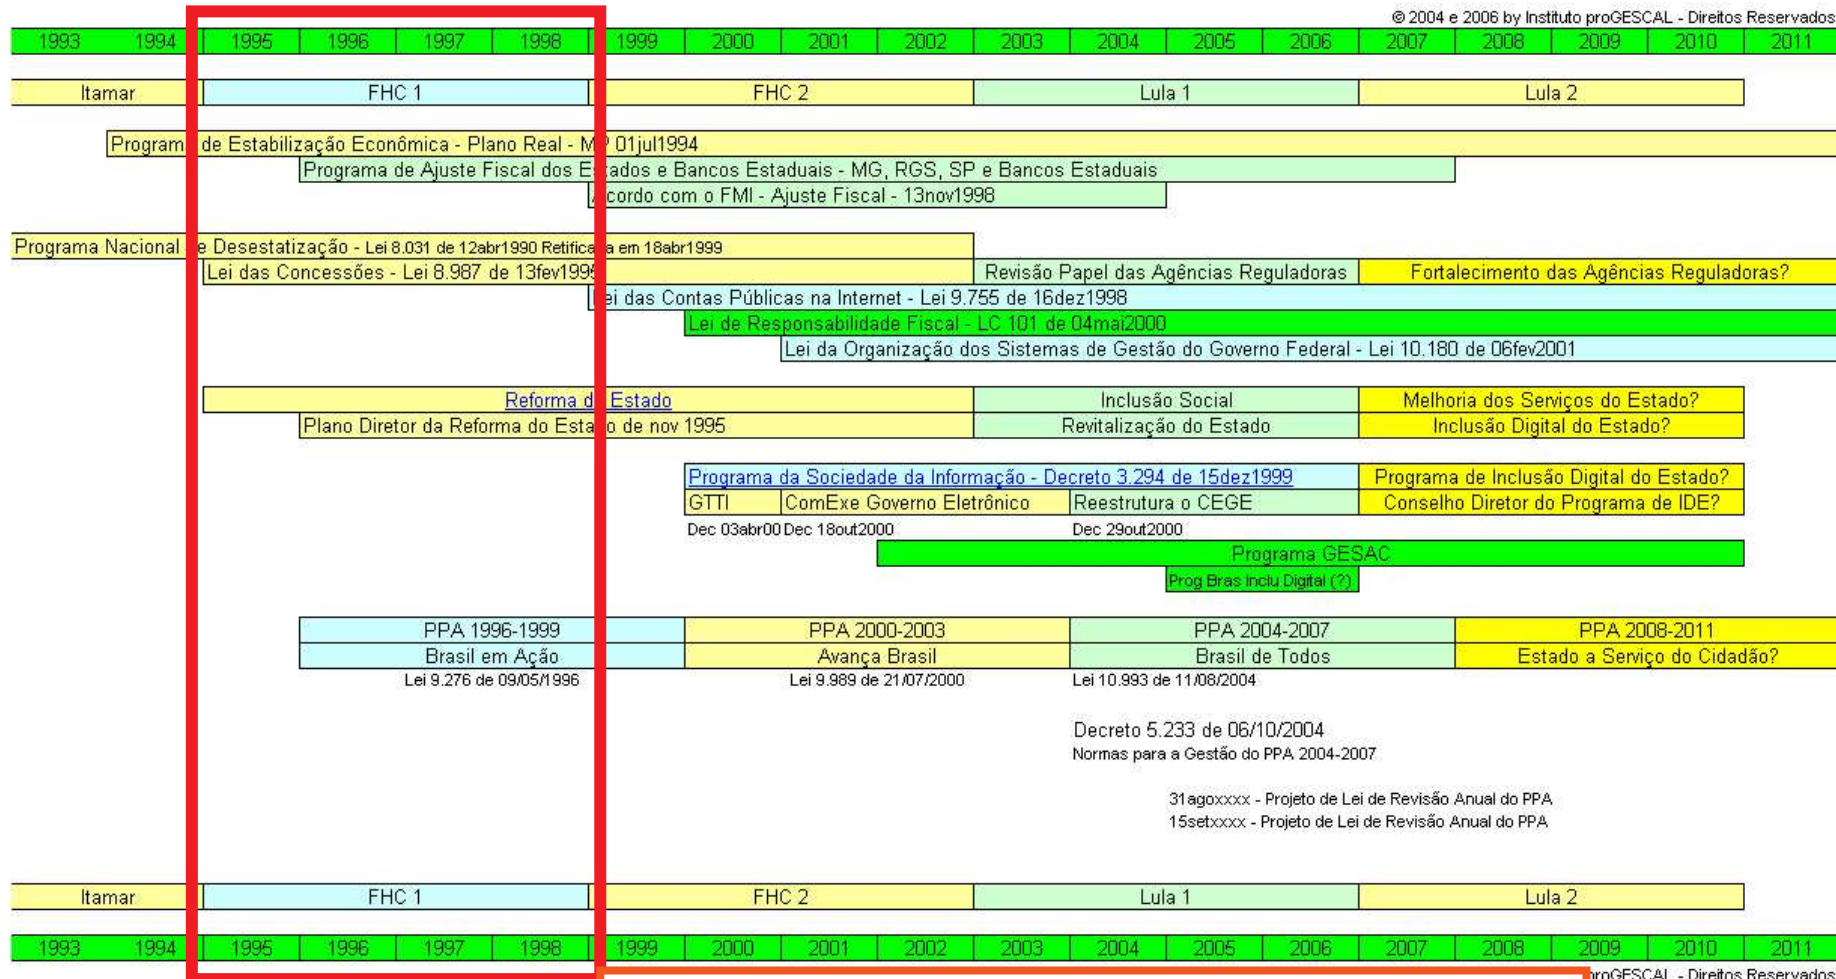 © 2004 e 2006 by Instituto proGESCAL - Direitos Reservados
1993 1994 1995 1996 1997 1998 1999 2000 2001 2002 2003 2004 2005 2006 2007 2008 2009 2010 2011
Itamar FHC 1 FHC 2 Lula 1 Lula 2
Programa de Estabilização Econômica - Plano Real - MP 01jul1994
Programa de Ajuste Fiscal dos Estados e Bancos Estaduais - MG, RGS, SP e Bancos Estaduais
Acordo com o FMI - Ajuste Fiscal - 13nov1998
Programa Nacional de Desestatização - Lei 8.031 de 12abr1990 Retificada em 18abr1999
Lei das Concessões - Lei 8.987 de 13fev1995 Revisão Papel das Agências Reguladoras Fortalecimento das Agências Reguladoras?
Lei das Contas Públicas na Internet - Lei 9.755 de 16dez1998
Lei de Responsabilidade Fiscal - LC 101 de 04mai2000
Lei da Organização dos Sistemas de Gestão do Governo Federal - Lei 10.180 de 06fev2001
Reforma do Estado Inclusão Social Melhoria dos Serviços do Estado?
Plano Diretor da Reforma do Estado de nov 1995 Revitalização do Estado Inclusão Digital do Estado?
Programa da Sociedade da Informação - Decreto 3.294 de 15dez1999 Programa de Inclusão Digital do Estado?
GTTI ComExe Governo Eletrônico Reestrutura o CEGE Conselho Diretor do Programa de IDE?
Dec 03abr00 Dec 18out2000 Dec 29out2000
Programa GESAC
Prog Bras Inclu Digital (?)
PPA 1996-1999 PPA 2000-2003 PPA 2004-2007 PPA 2008-2011
Brasil em Ação Avança Brasil Brasil de Todos Estado a Serviço do Cidadão?
Lei 9.276 de 09/05/1996 Lei 9.989 de 21/07/2000 Lei 10.993 de 11/08/2004
Decreto 5.233 de 06/10/2004
Normas para a Gestão do PPA 2004-2007
31agoxxxx - Projeto de Lei de Revisão Anual do PPA
15setxxxx - Projeto de Lei de Revisão Anual do PPA
Itamar FHC 1 FHC 2 Lula 1 Lula 2
1993 1994 1995 1996 1997 1998 1999 2000 2001 2002 2003 2004 2005 2006 2007 2008 2009 2010 2011
proGESCAL - Direitos Reservados